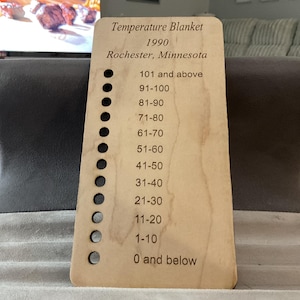 Temperature Blanket
1990
Rochester, Minnesota
101 and above
91-100
81-90
71-80
61-70
51-60
41-50
31-40
21-30
11-20
1-10
0 and below